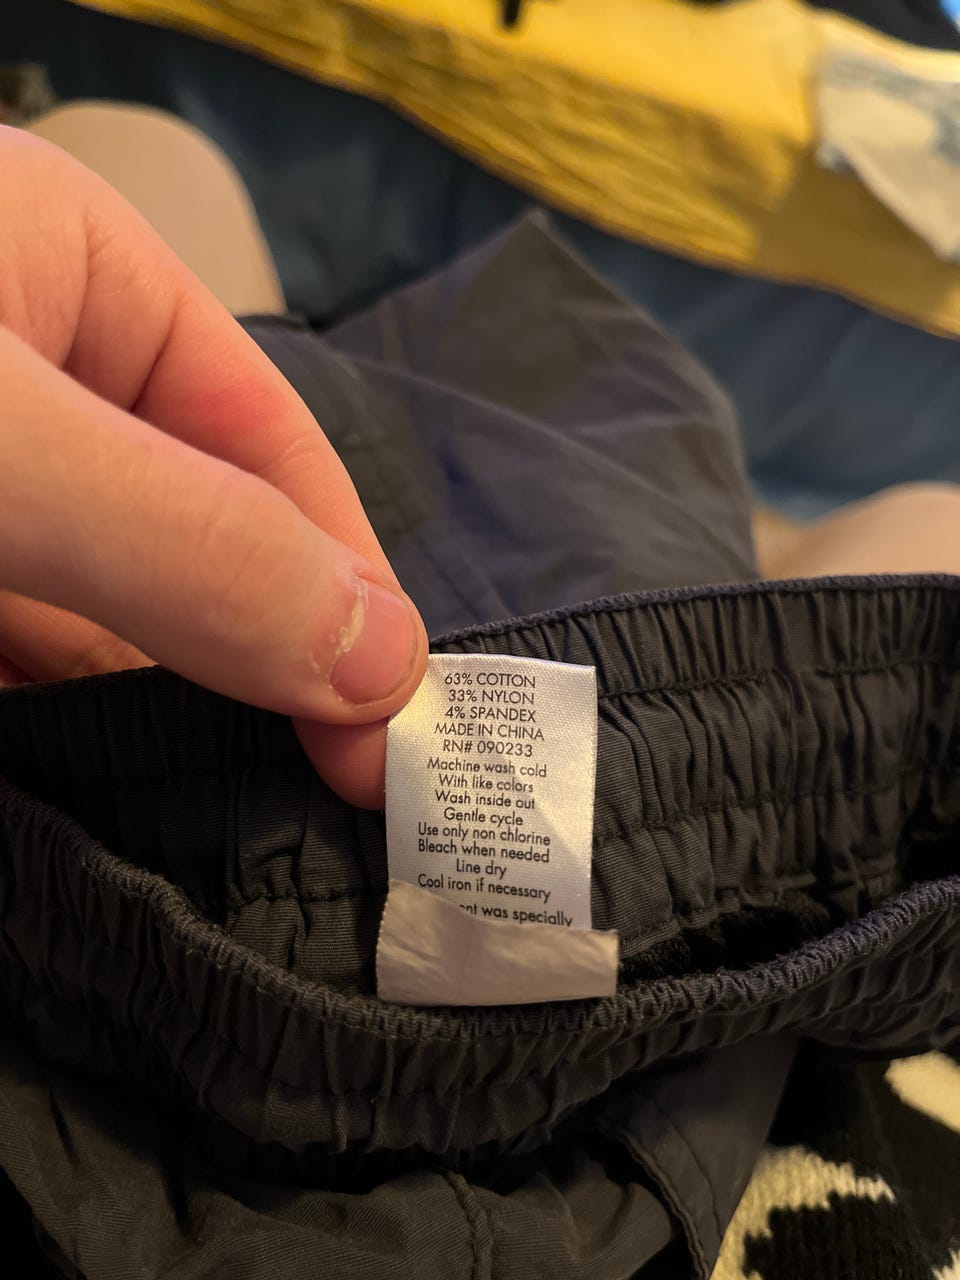 63% COTTON
33% NYLON
4% SPANDEX
MADE IN CHINA
RN# 090233
Machine wash cold
With like colors
Wash inside out
Gentle cycle
Use only non chlorine
Bleach when needed
Line dry
Cool iron if necessary
was specially